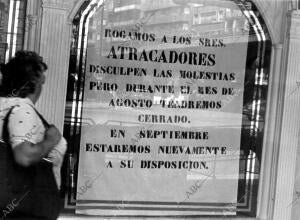 ROGAMOS A LOS SRES.
ATRACADORES
DISCULPEN LAS MOLESTIAS
PERO DURANTE EL MES DE
AGOSTO TENDREMOS
CERRADO.
EN SEPTIEMBRE
ESTAREMOS NUEVAMENTE
A SU DISPOSICION.